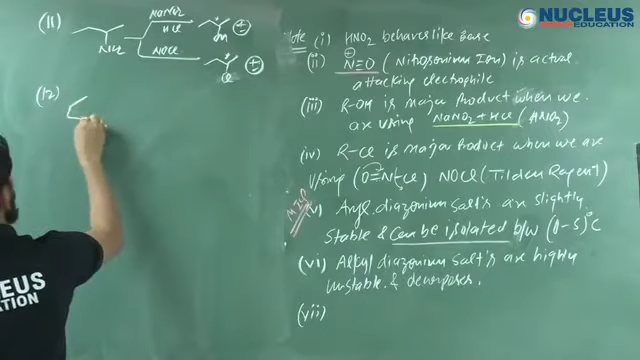 NUCLEUS
EDUCATION
(11)
NaNO2
HCl
NH2
NOCl
OH
Cl
(12)
Note (i) HNO2 behaves like Base
(ii) N≡O (Nitrosonium Ion) is actual
attacking electrophile
(iii) R-OH is major Product when we
are using NaNO2 + HCl (HNO2)
(iv) R-Cl is major Product when we are
using (O=N-Cl) NOCl (Tilden Regent)
(v) Aryl diazonium salt's are slightly
stable & can be isolated b/w (0-5)°C
(vi) Alkyl diazonium salt's are highly
unstable & decomposes.
(vii)
NUCLEUS
EDUCATION